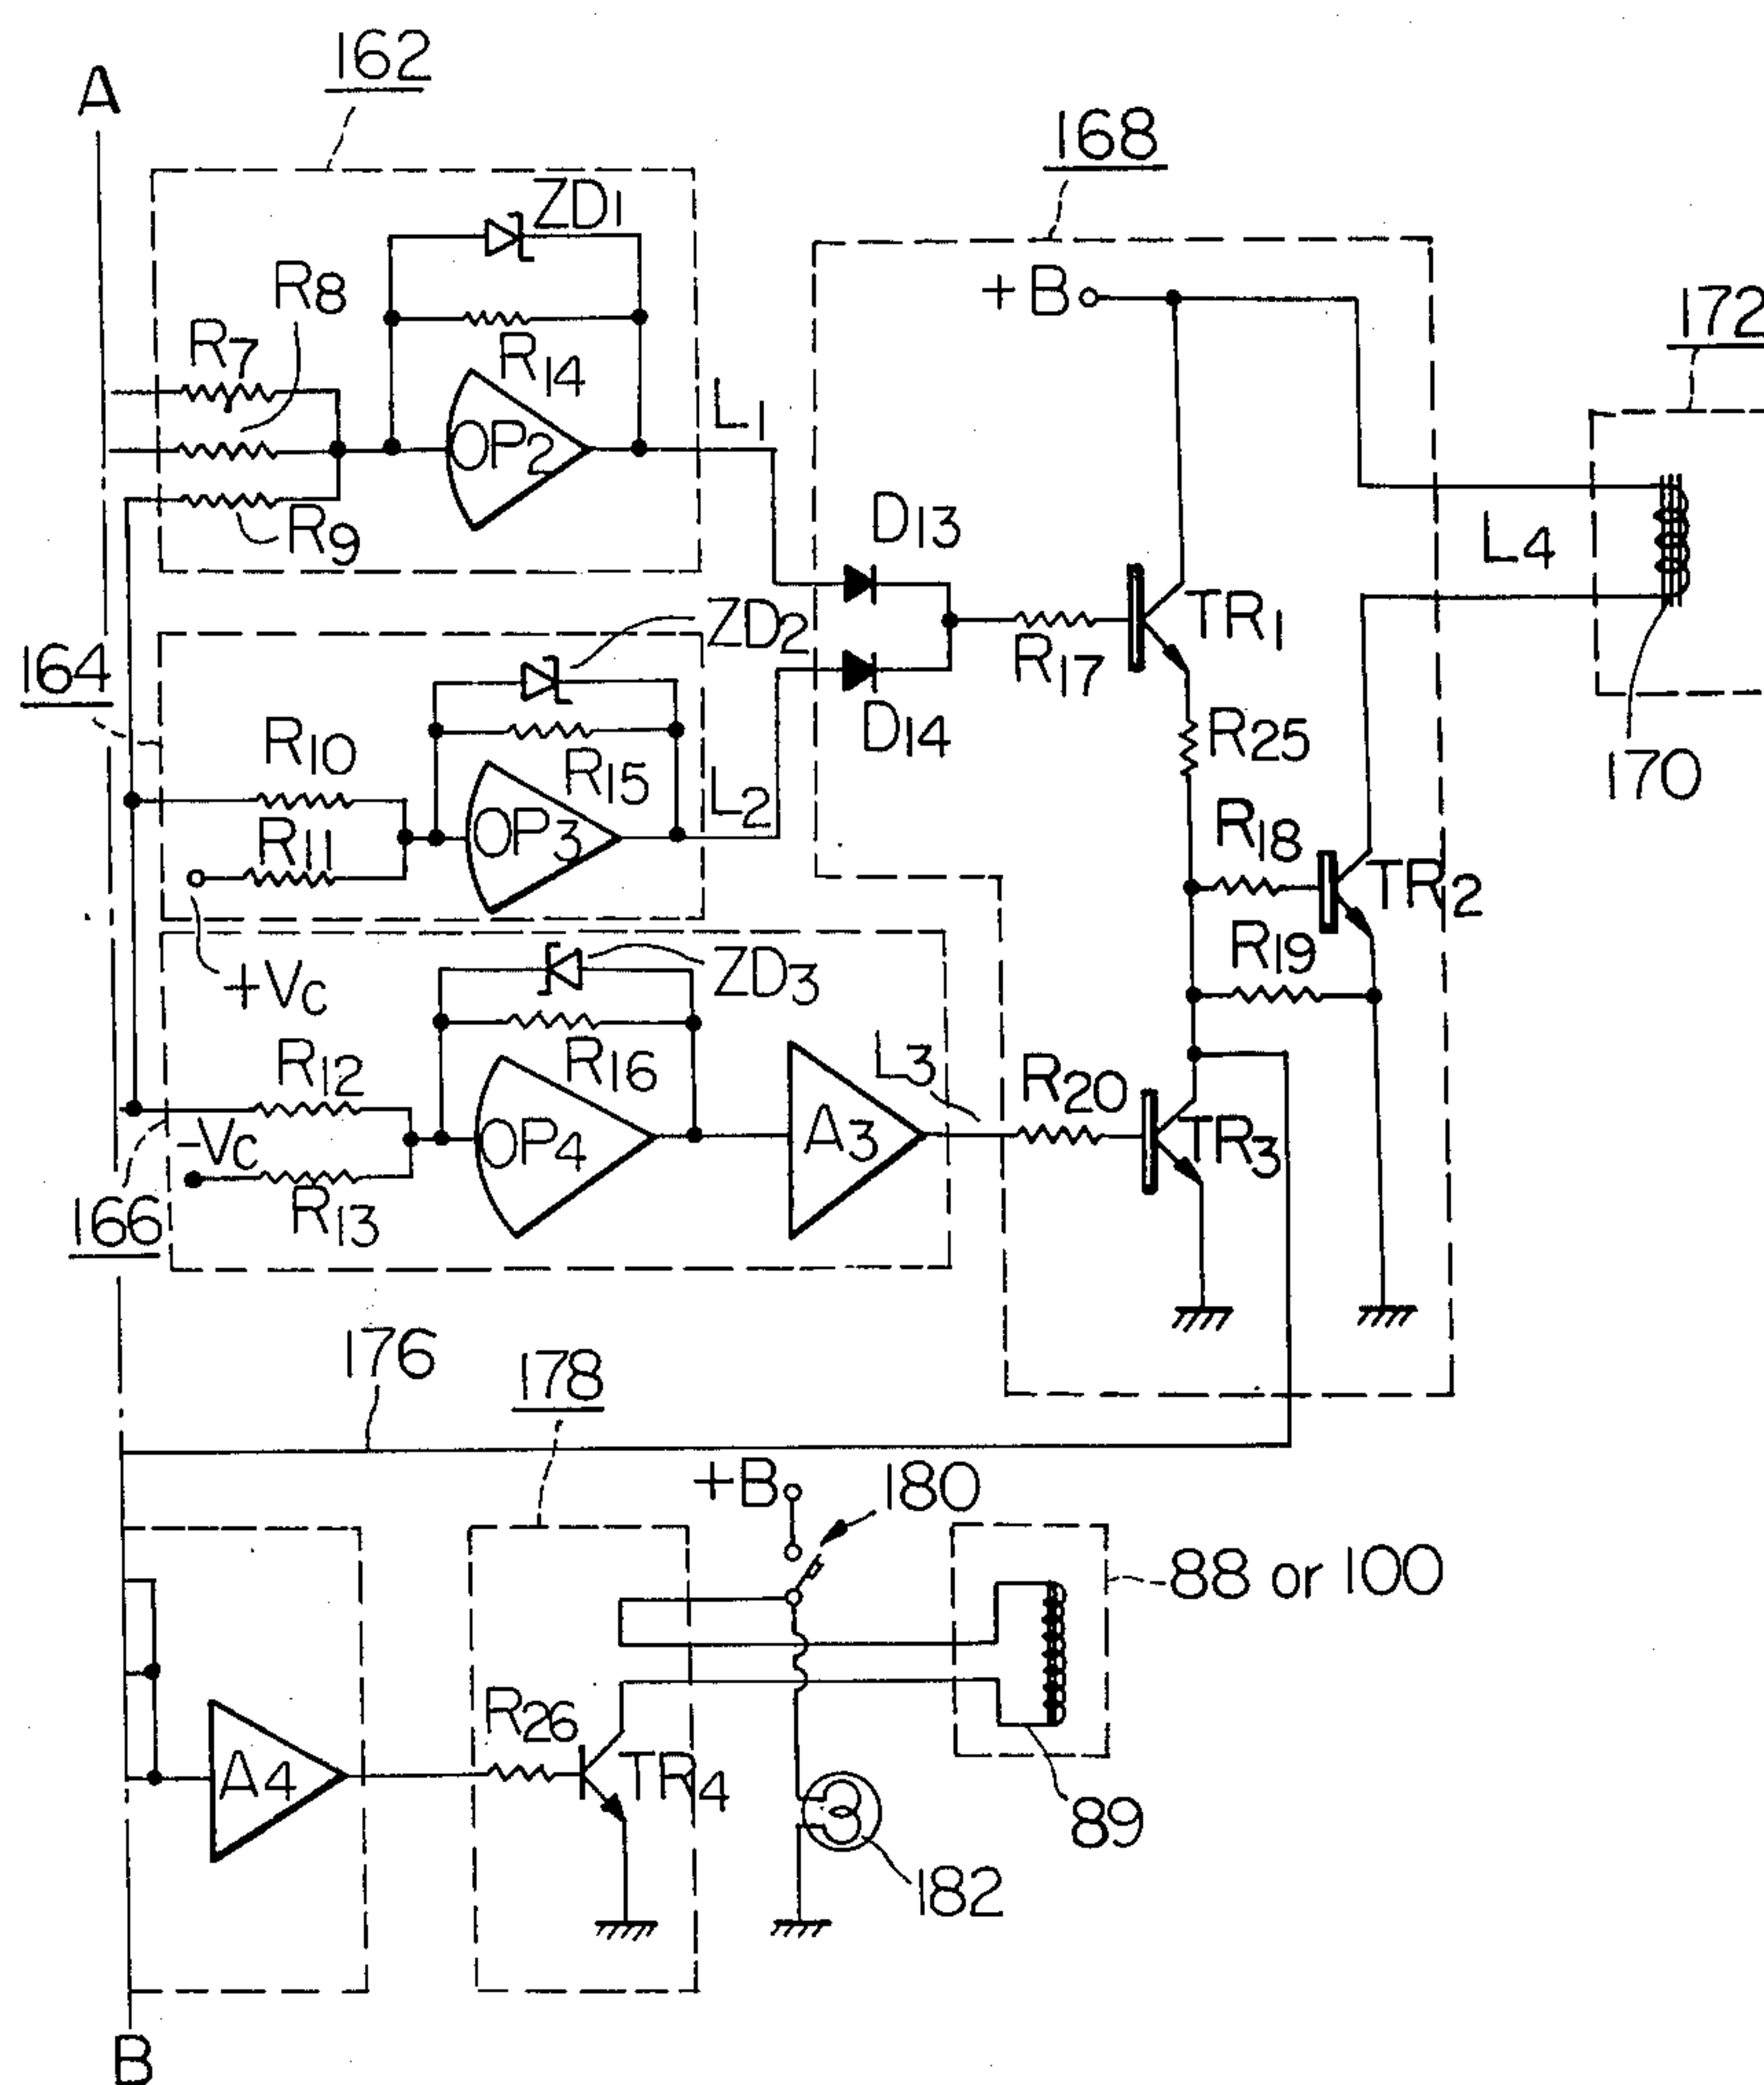 162
A
168
ZD1
R8
+B
172
R7
R14
L1
OP2
R9
D13
L4
ZD2
TR1
164
R17
D14
R10
R25
170
R15
L2
R18
OP3
R11
TR2
+Vc
ZD3
R19
R12
R16
L3
R20
-Vc
OP4
A3
TR3
166
R13
176
178
+B
180
88 or 100
R26
A4
TR4
89
182
B